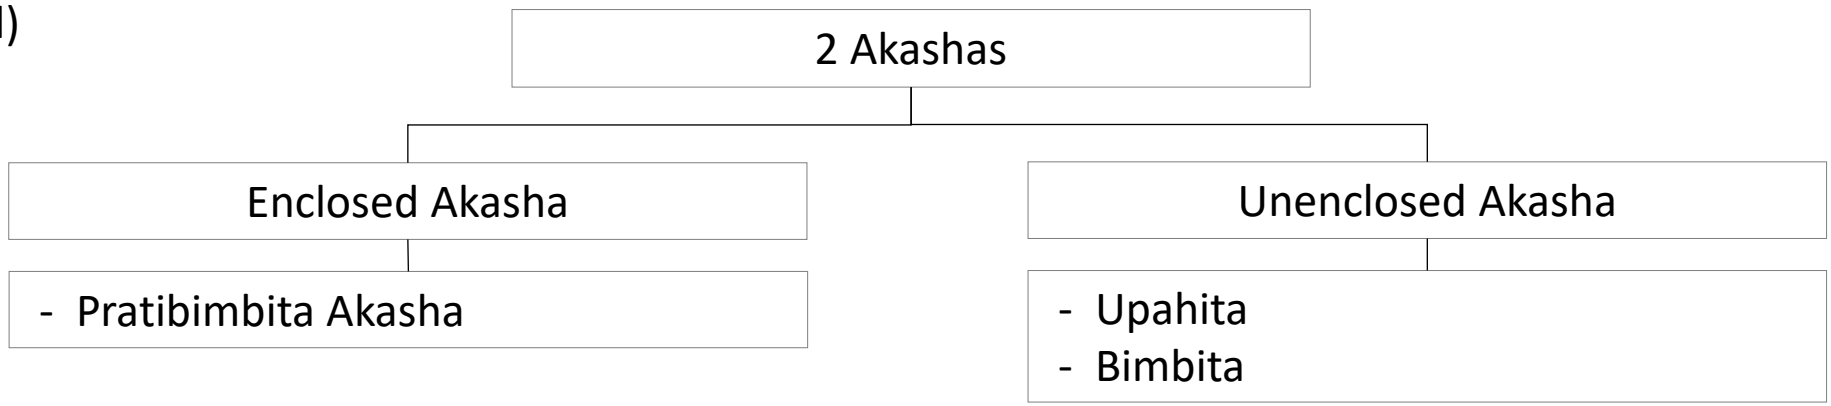 2 Akashas
Enclosed Akasha
Unenclosed Akasha
- Pratibimbita Akasha
- Upahita
- Bimbita